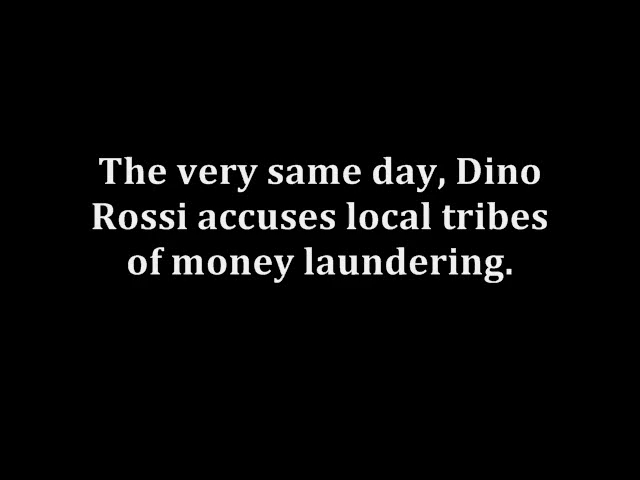 The very same day, Dino
Rossi accuses local tribes
of money laundering.